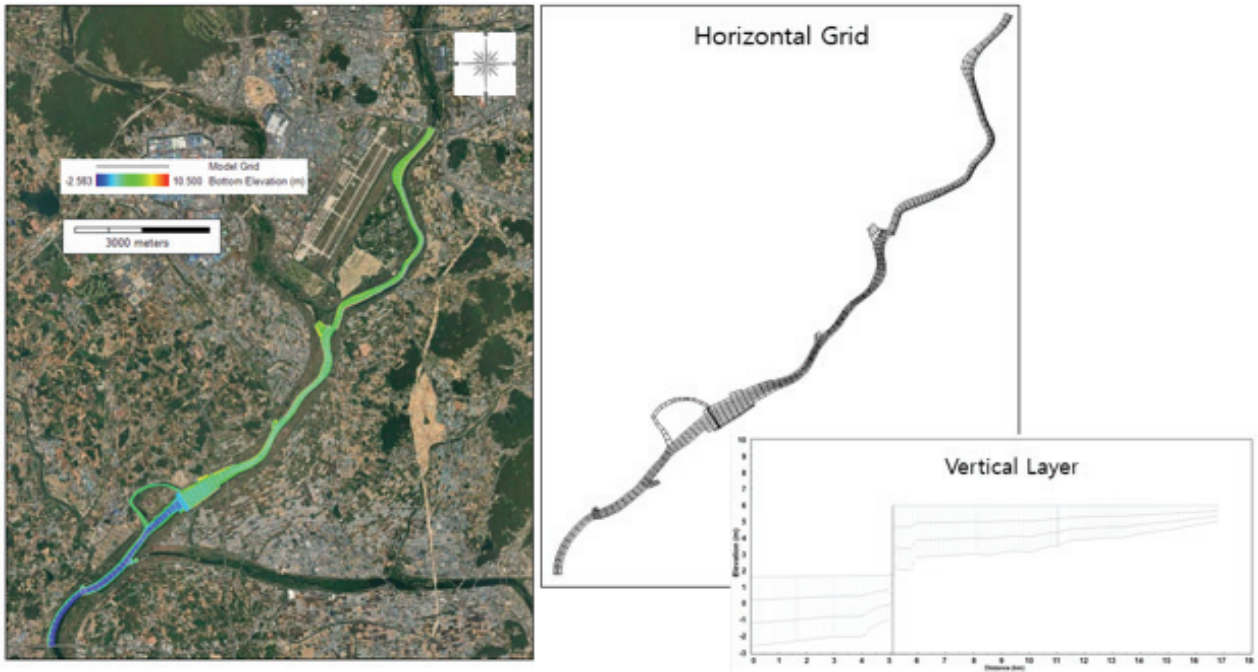 Model Grid
-2.563 10.500 Bottom Elevation (m)
3000 meters
Horizontal Grid
Vertical Layer
10
9
8
7
6
5
4
3
2
1
0
-1
-2
-3
Elevation (m)
0 1 2 3 4 5 6 7 8 9 10 11 12 13 14 15 16 17 18
Distance (km)